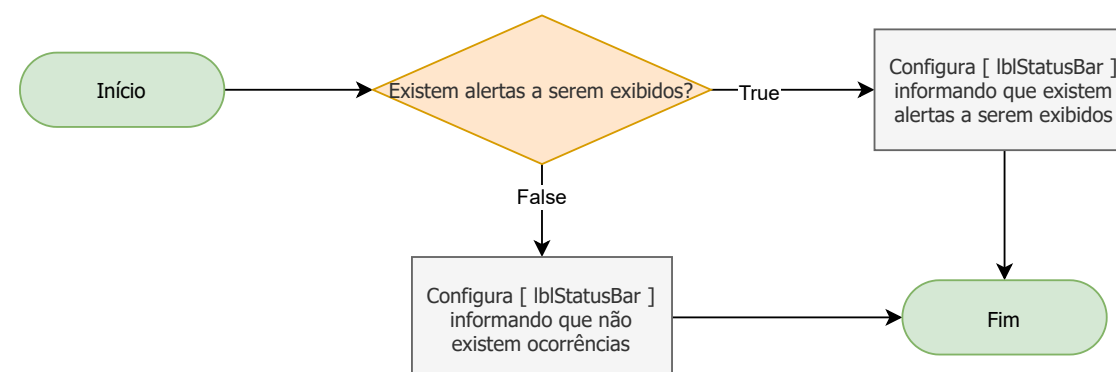 Início
Existem alertas a serem exibidos?
True
Configura [ lblStatusBar ]
informando que existem
alertas a serem exibidos
False
Configura [ lblStatusBar ]
informando que não
existem ocorrências
Fim